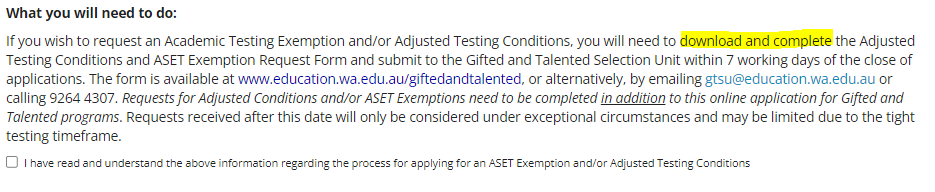 What you will need to do:
If you wish to request an Academic Testing Exemption and/or Adjusted Testing Conditions, you will need to download and complete the Adjusted
Testing Conditions and ASET Exemption Request Form and submit to the Gifted and Talented Selection Unit within 7 working days of the close of
applications. The form is available at www.education.wa.edu.au/giftedandtalented, or alternatively, by emailing gtsu@education.wa.edu.au or
calling 9264 4307. Requests for Adjusted Conditions and/or ASET Exemptions need to be completed in addition to this online application for Gifted and
Talented programs. Requests received after this date will only be considered under exceptional circumstances and may be limited due to the tight
testing timeframe.
I have read and understand the above information regarding the process for applying for an ASET Exemption and/or Adjusted Testing Conditions